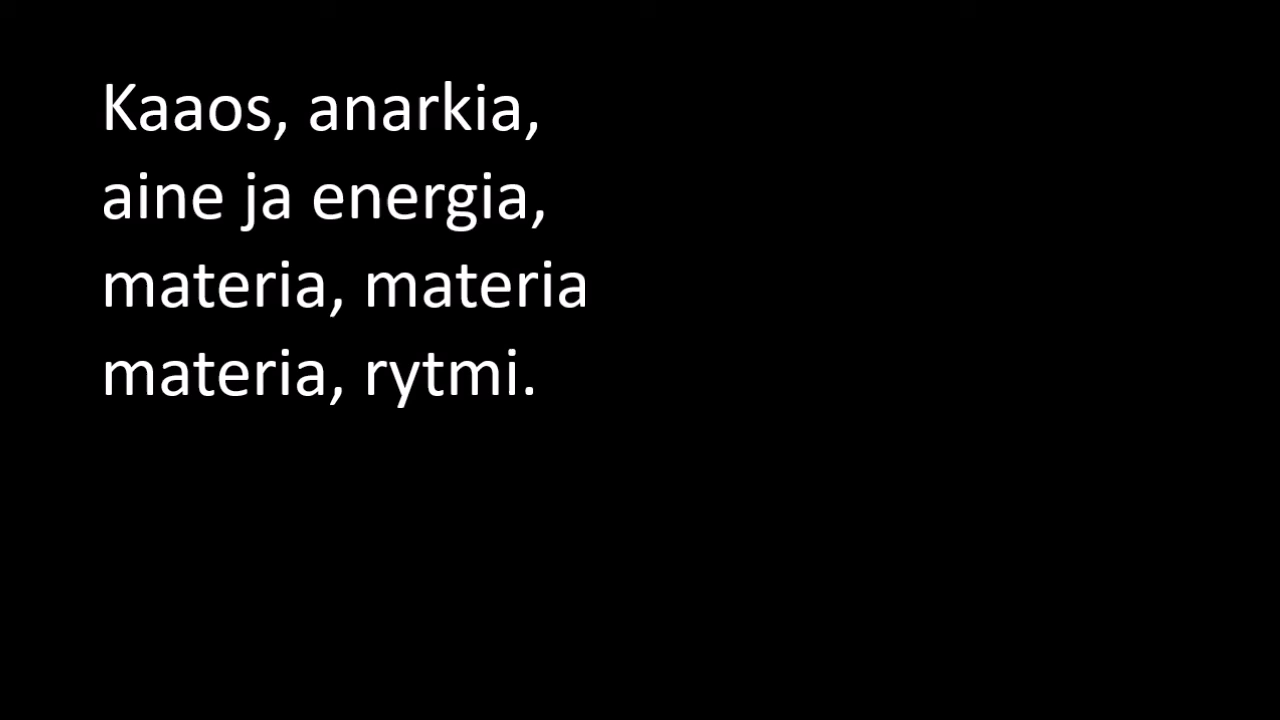 Kaaos, anarkia,
aine ja energia,
materia, materia
materia, rytmi.